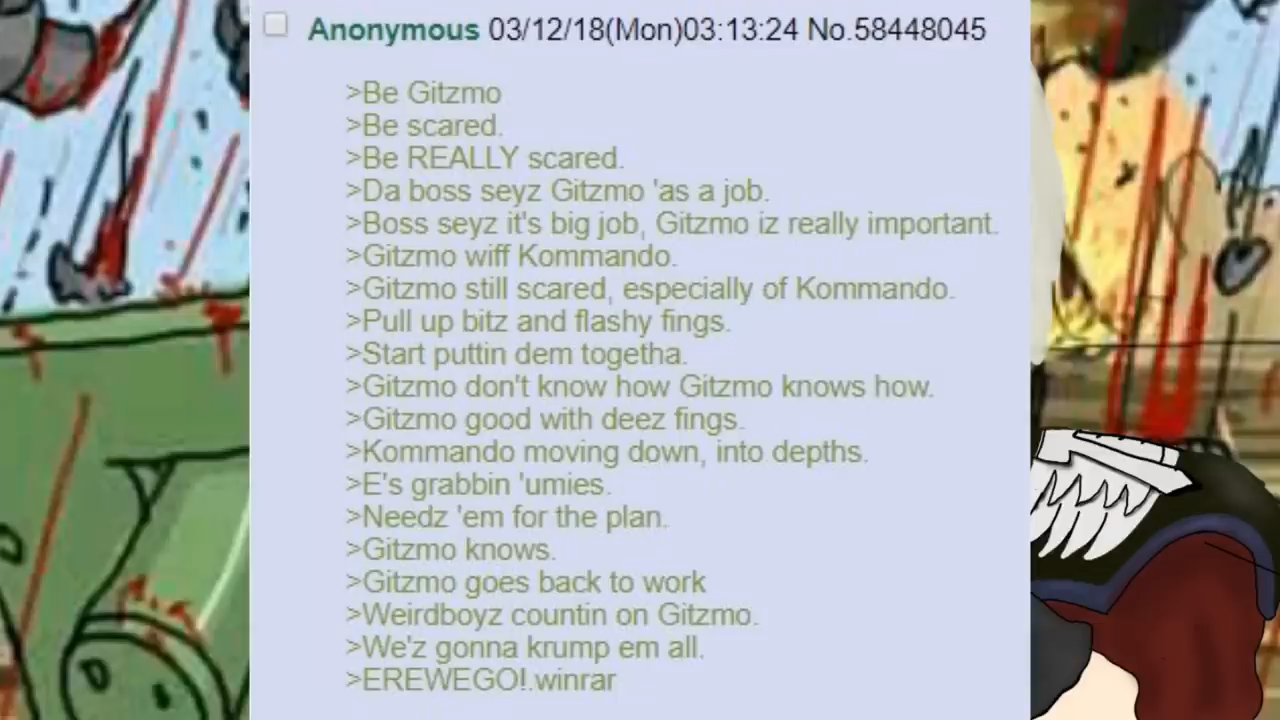 Anonymous 03/12/18(Mon)03:13:24 No.58448045
>Be Gitzmo
>Be scared.
>Be REALLY scared.
>Da boss seyz Gitzmo 'as a job.
>Boss seyz it's big job, Gitzmo iz really important.
>Gitzmo wiff Kommando.
>Gitzmo still scared, especially of Kommando.
>Pull up bitz and flashy fings.
>Start puttin dem togetha.
>Gitzmo don't know how Gitzmo knows how.
>Gitzmo good with deez fings.
>Kommando moving down, into depths.
>E's grabbin 'umies.
>Needz 'em for the plan.
>Gitzmo knows.
>Gitzmo goes back to work
>Weirdboyz countin on Gitzmo.
>We'z gonna krump em all.
>EREWEGO!.winrar